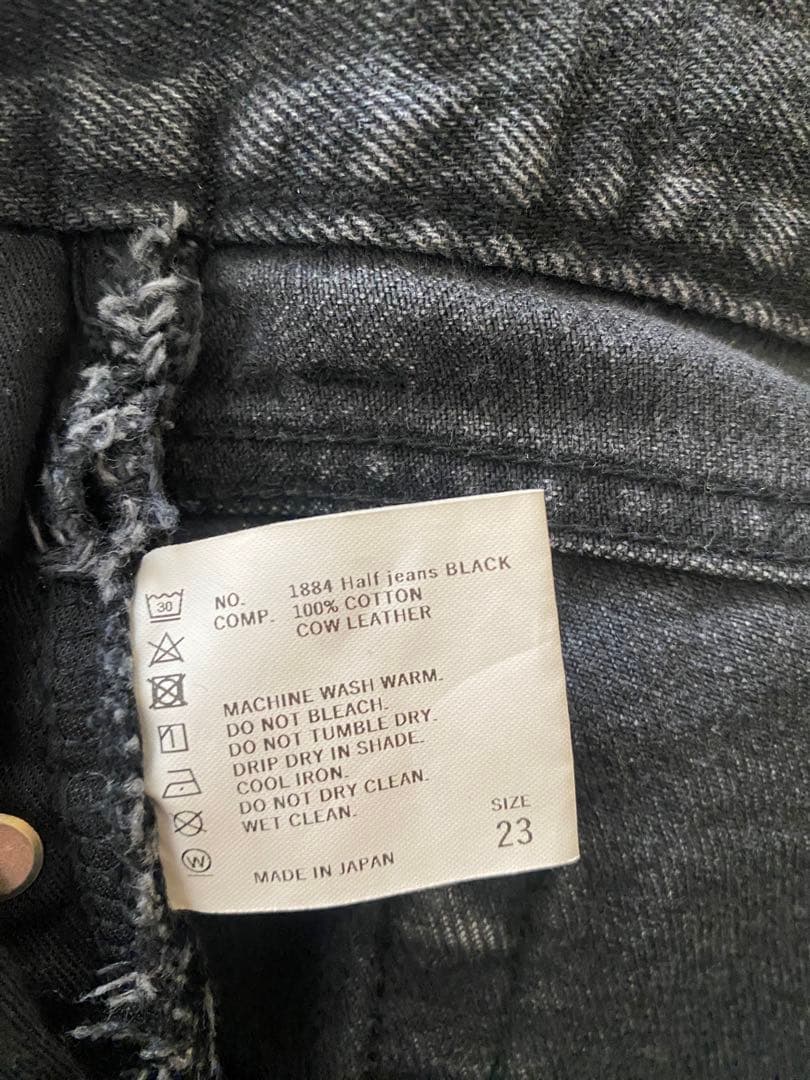 30
NO. 1884 Half jeans BLACK
COMP. 100% COTTON
COW LEATHER
MACHINE WASH WARM.
DO NOT BLEACH.
DO NOT TUMBLE DRY.
DRIP DRY IN SHADE.
COOL IRON.
DO NOT DRY CLEAN.
WET CLEAN.
W
MADE IN JAPAN
SIZE
23